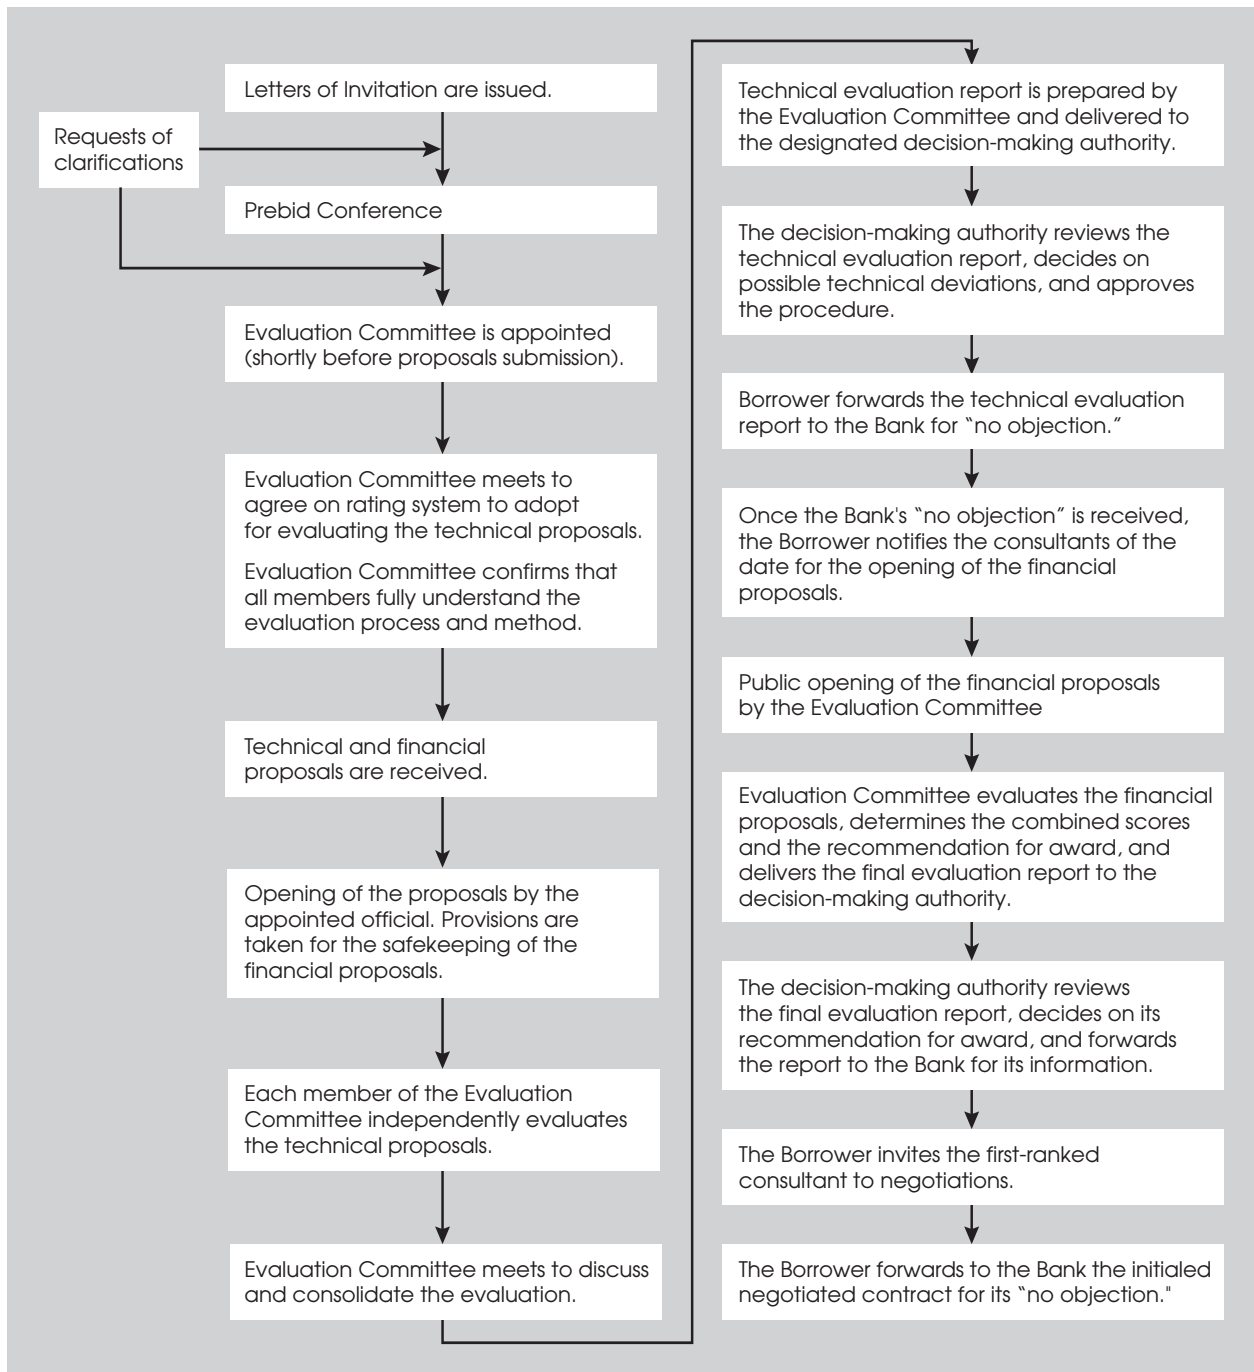 Letters of Invitation are issued.
Requests of
clarifications
Prebid Conference
Evaluation Committee is appointed
(shortly before proposals submission).
Evaluation Committee meets to
agree on rating system to adopt
for evaluating the technical proposals.
Evaluation Committee confirms that
all members fully understand the
evaluation process and method.
Technical and financial
proposals are received.
Opening of the proposals by the
appointed official. Provisions are
taken for the safekeeping of the
financial proposals.
Each member of the Evaluation
Committee independently evaluates
the technical proposals.
Evaluation Committee meets to discuss
and consolidate the evaluation.
Technical evaluation report is prepared by
the Evaluation Committee and delivered to
the designated decision-making authority.
The decision-making authority reviews the
technical evaluation report, decides on
possible technical deviations, and approves
the procedure.
Borrower forwards the technical evaluation
report to the Bank for “no objection.”
Once the Bank's “no objection” is received,
the Borrower notifies the consultants of the
date for the opening of the financial
proposals.
Public opening of the financial proposals
by the Evaluation Committee
Evaluation Committee evaluates the financial
proposals, determines the combined scores
and the recommendation for award, and
delivers the final evaluation report to the
decision-making authority.
The decision-making authority reviews
the final evaluation report, decides on its
recommendation for award, and forwards
the report to the Bank for its information.
The Borrower invites the first-ranked
consultant to negotiations.
The Borrower forwards to the Bank the initialed
negotiated contract for its “no objection."